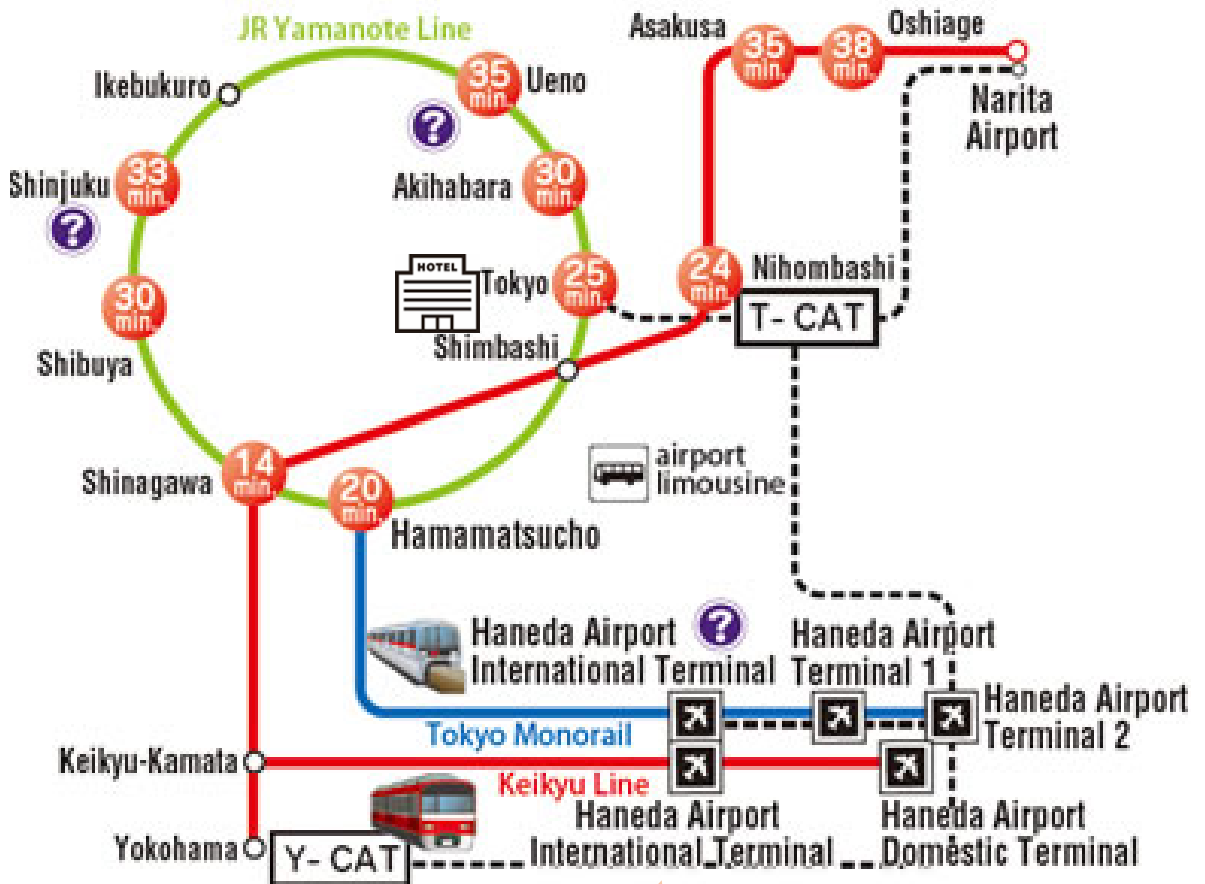 JR Yamanote Line
Asakusa
35 min.
38 min.
Oshiage
Narita
Airport
Ikebukuro
35 min.
Ueno
?
Shinjuku
33 min.
?
Akihabara
30 min.
30 min.
Shibuya
HOTEL
Tokyo
25 min.
24 min.
Nihombashi
T- CAT
Shimbashi
Shinagawa
14 min.
20 min.
Hamamatsucho
airport
limousine
Haneda Airport
International Terminal
?
Haneda Airport
Terminal 1
Haneda Airport
Terminal 2
Tokyo Monorail
Keikyu-Kamata
Keikyu Line
Haneda Airport
International Terminal
Haneda Airport
Domestic Terminal
Yokohama
Y- CAT